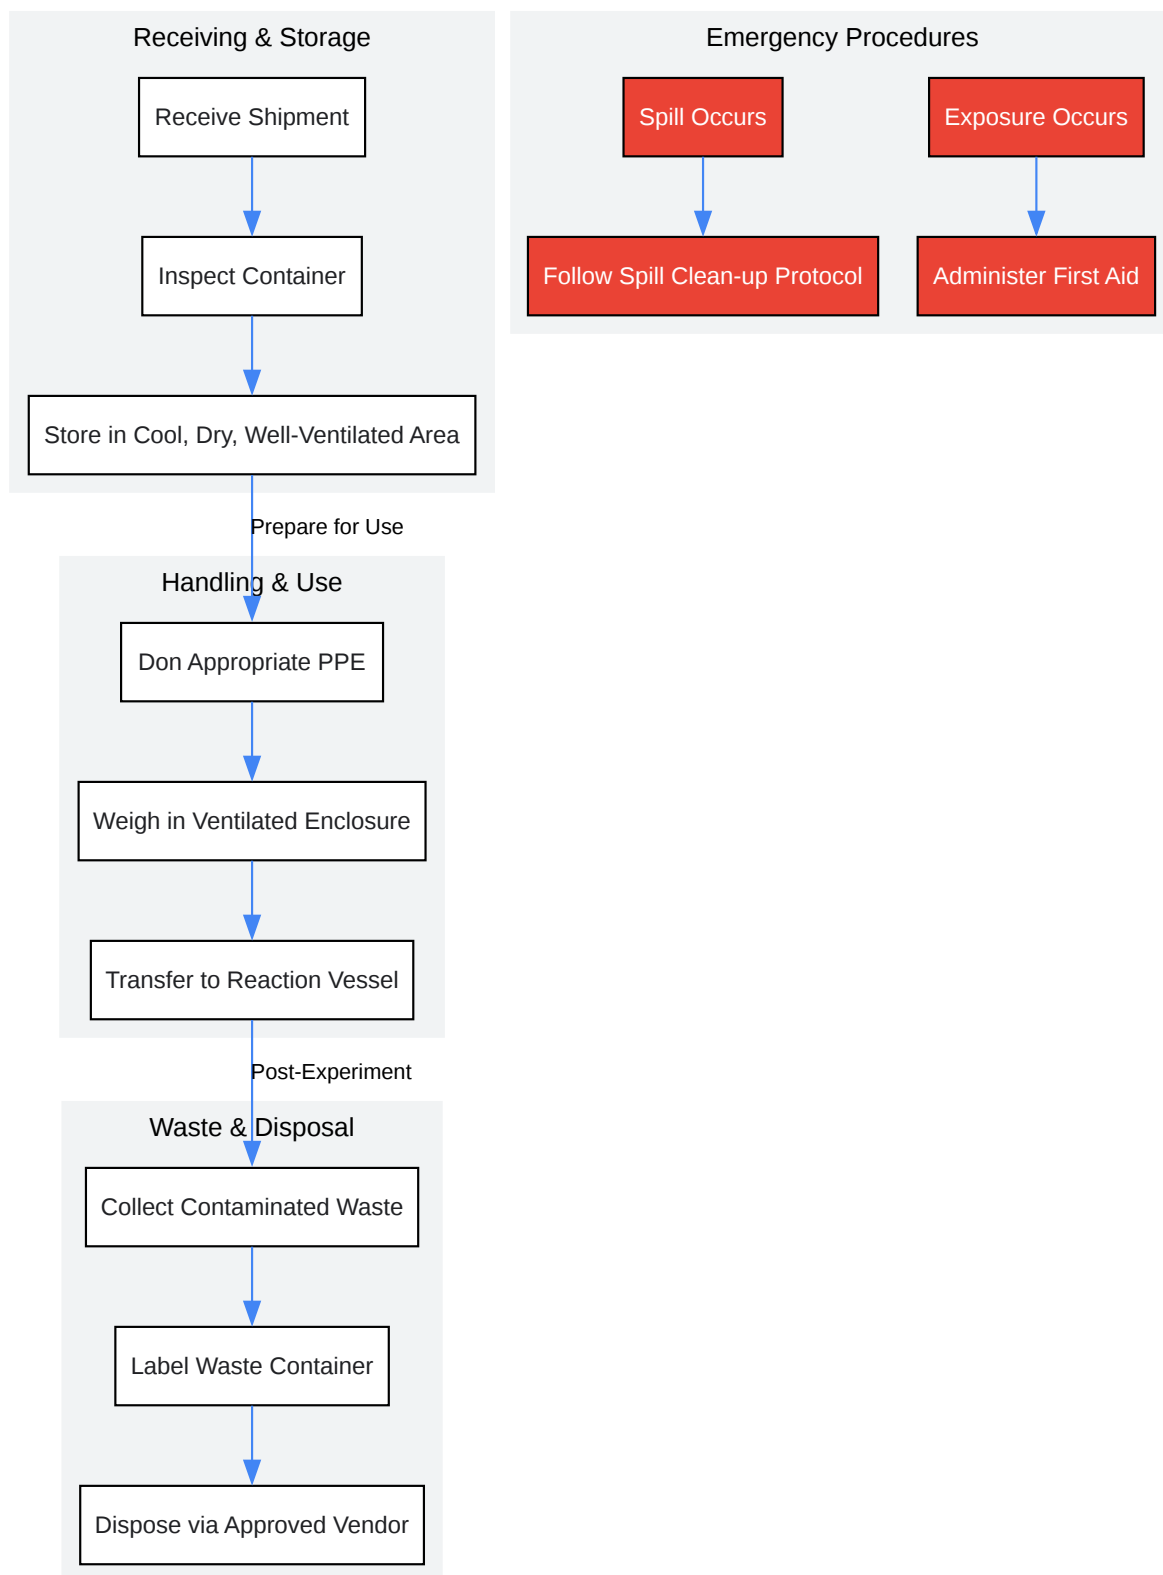 Receiving & Storage
Receive Shipment
Inspect Container
Store in Cool, Dry, Well-Ventilated Area
Prepare for Use
Handling & Use
Don Appropriate PPE
Weigh in Ventilated Enclosure
Transfer to Reaction Vessel
Post-Experiment
Waste & Disposal
Collect Contaminated Waste
Label Waste Container
Dispose via Approved Vendor
Emergency Procedures
Spill Occurs
Follow Spill Clean-up Protocol
Exposure Occurs
Administer First Aid